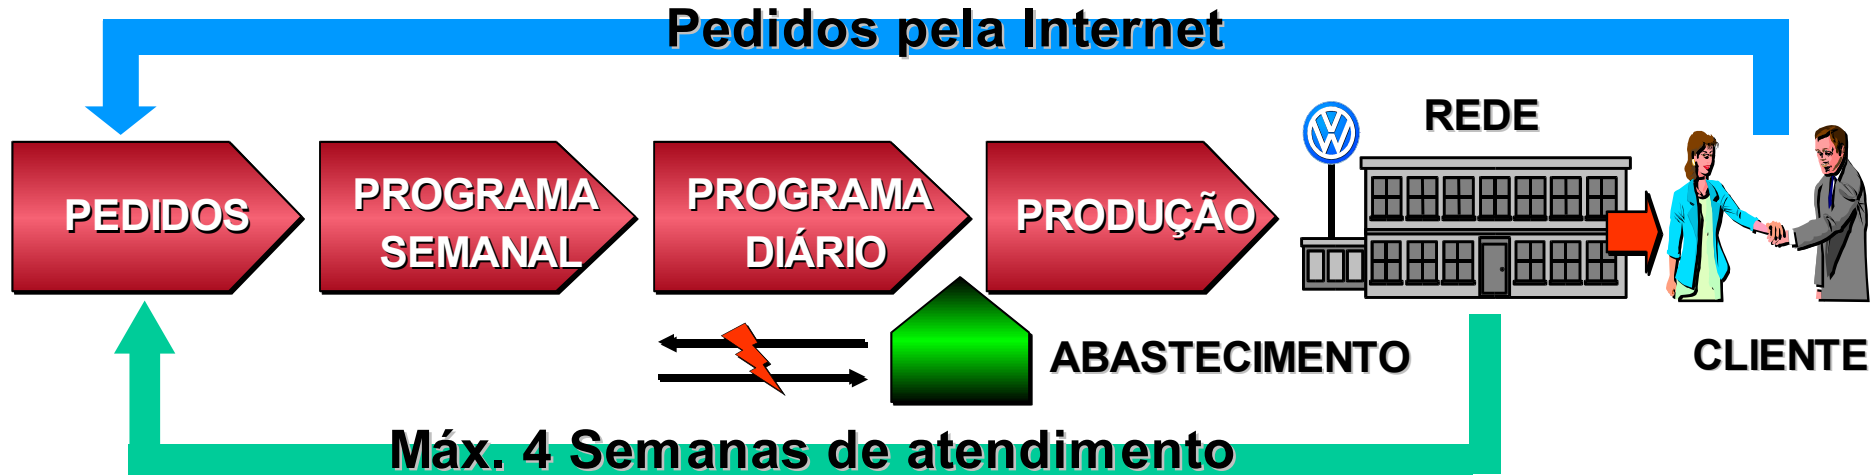 Pedidos pela Internet
REDE
PEDIDOS
PROGRAMA
SEMANAL
PROGRAMA
DIÁRIO
PRODUÇÃO
ABASTECIMENTO
CLIENTE
Máx. 4 Semanas de atendimento